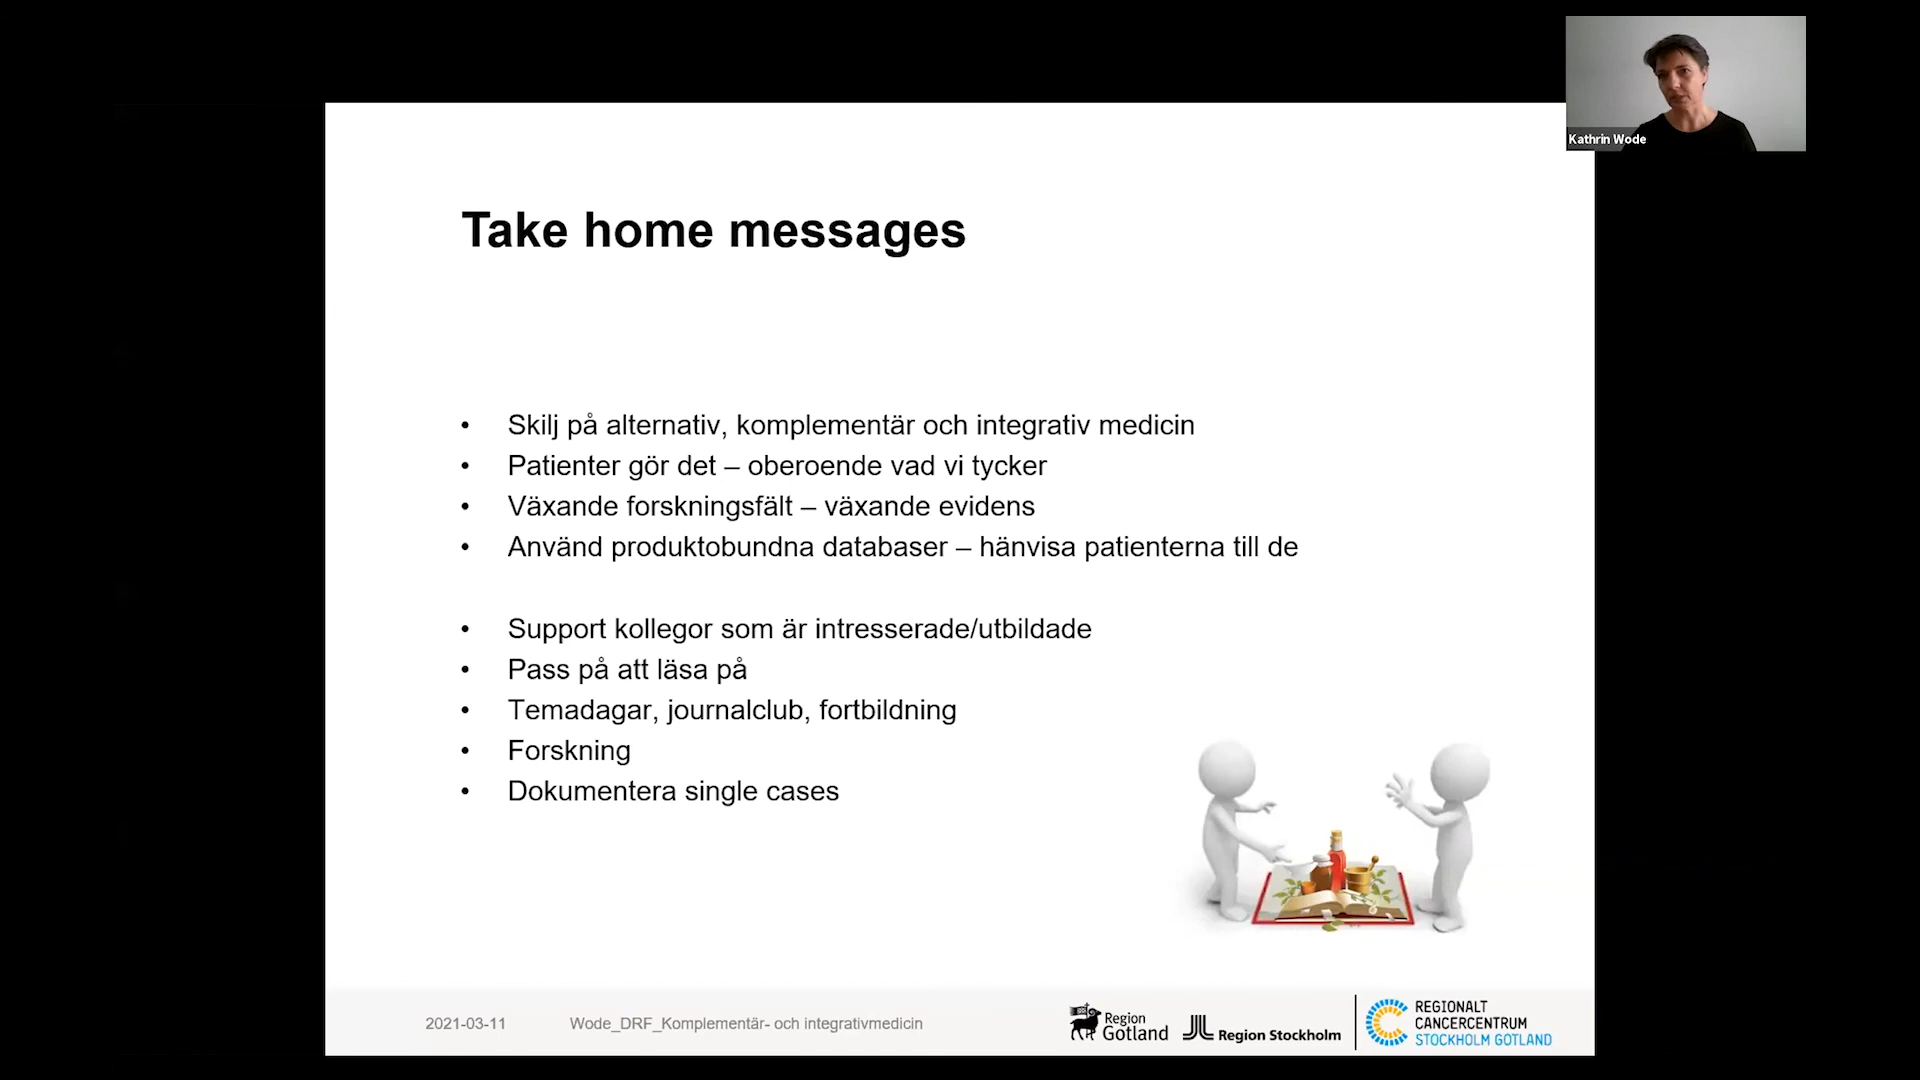 Kathrin Wode
Take home messages
• Skilj på alternativ, komplementär och integrativ medicin
• Patienter gör det – oberoende vad vi tycker
• Växande forskningsfält – växande evidens
• Använd produktobundna databaser – hänvisa patienterna till de
• Support kollegor som är intresserade/utbildade
• Pass på att läsa på
• Temadagar, journalclub, fortbildning
• Forskning
• Dokumentera single cases
2021-03-11
Wode_DRF_Komplementär- och integrativmedicin
Region
Gotland
Region Stockholm
REGIONALT
CANCERCENTRUM
STOCKHOLM GOTLAND